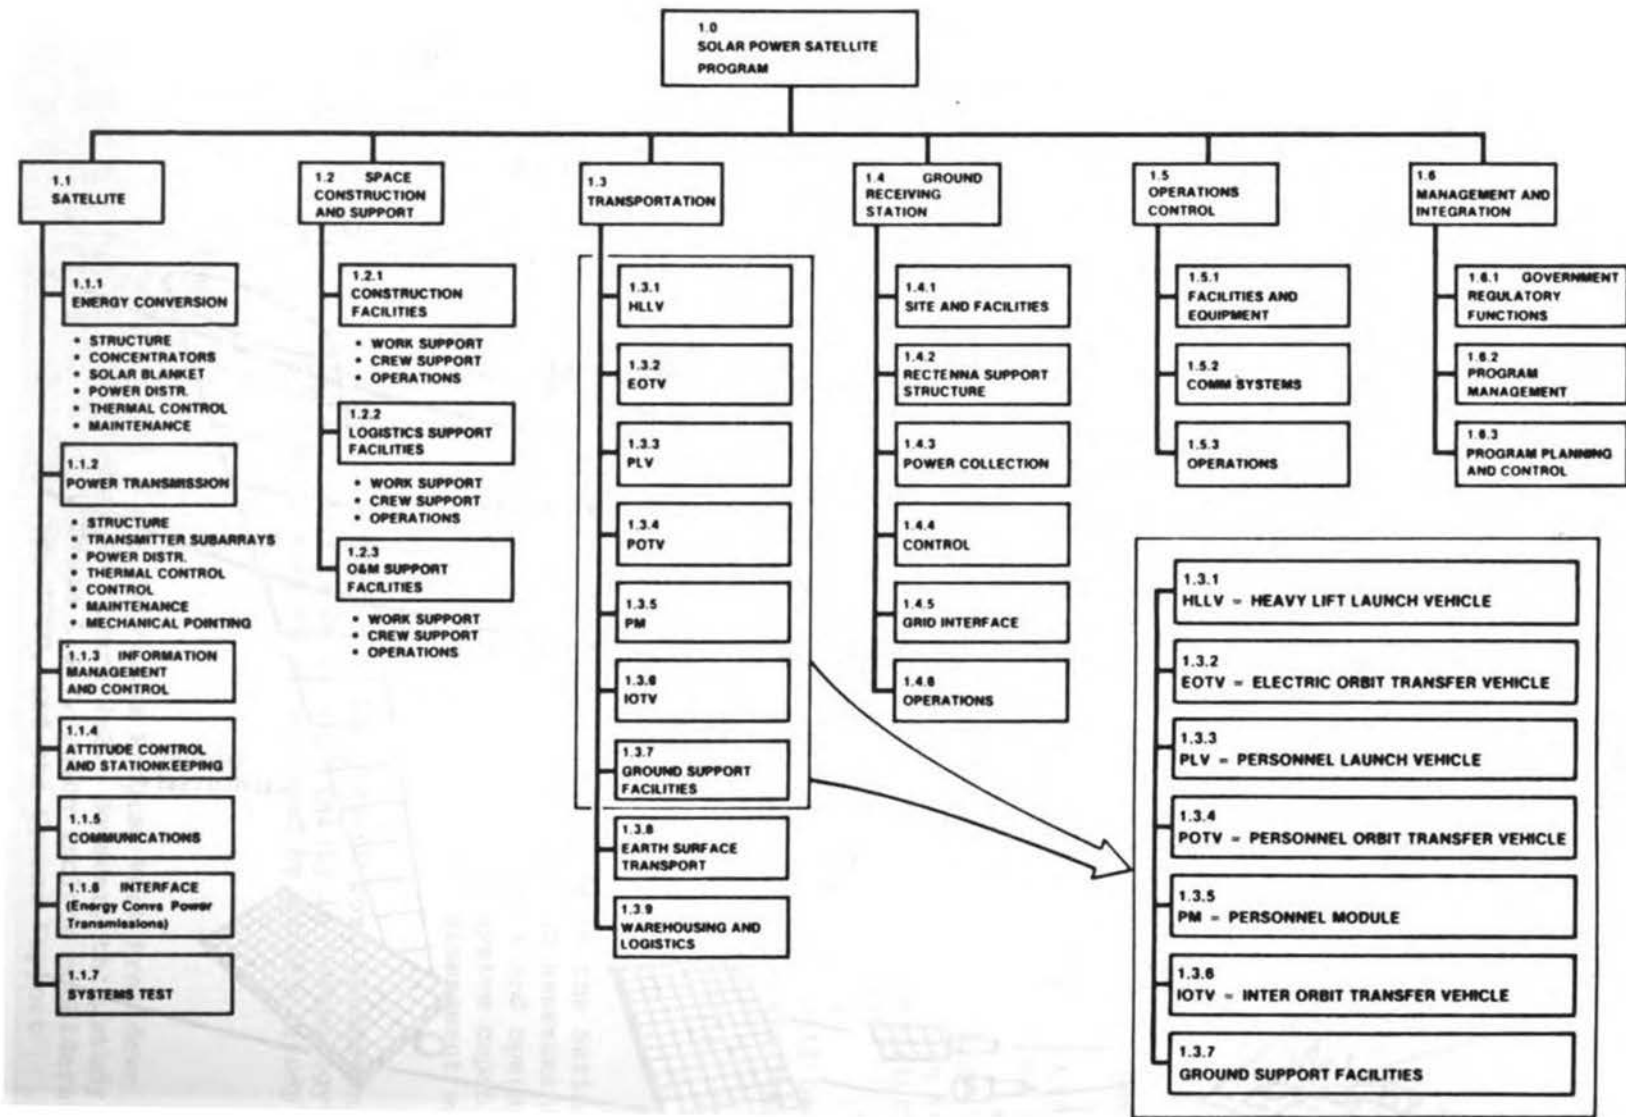 1.0
SOLAR POWER SATELLITE
PROGRAM
1.1
SATELLITE
1.1.1
ENERGY CONVERSION
• STRUCTURE
• CONCENTRATORS
• SOLAR BLANKET
• POWER DISTR.
• THERMAL CONTROL
• MAINTENANCE
1.1.2
POWER TRANSMISSION
• STRUCTURE
• TRANSMITTER SUBARRAYS
• POWER DISTR.
• THERMAL CONTROL
• CONTROL
• MAINTENANCE
• MECHANICAL POINTING
1.1.3 INFORMATION
MANAGEMENT
AND CONTROL
1.1.4
ATTITUDE CONTROL
AND STATIONKEEPING
1.1.5
COMMUNICATIONS
1.1.6 INTERFACE
(Energy Convs Power
Transmissions)
1.1.7
SYSTEMS TEST
1.2 SPACE
CONSTRUCTION
AND SUPPORT
1.2.1
CONSTRUCTION
FACILITIES
• WORK SUPPORT
• CREW SUPPORT
• OPERATIONS
1.2.2
LOGISTICS SUPPORT
FACILITIES
• WORK SUPPORT
• CREW SUPPORT
• OPERATIONS
1.2.3
O&M SUPPORT
FACILITIES
• WORK SUPPORT
• CREW SUPPORT
• OPERATIONS
1.3
TRANSPORTATION
1.3.1
HLLV
1.3.2
EOTV
1.3.3
PLV
1.3.4
POTV
1.3.5
PM
1.3.6
IOTV
1.3.7
GROUND SUPPORT
FACILITIES
1.3.8
EARTH SURFACE
TRANSPORT
1.3.9
WAREHOUSING AND
LOGISTICS
1.4 GROUND
RECEIVING
STATION
1.4.1
SITE AND FACILITIES
1.4.2
RECTENNA SUPPORT
STRUCTURE
1.4.3
POWER COLLECTION
1.4.4
CONTROL
1.4.5
GRID INTERFACE
1.4.6
OPERATIONS
1.5
OPERATIONS
CONTROL
1.5.1
FACILITIES AND
EQUIPMENT
1.5.2
COMM SYSTEMS
1.5.3
OPERATIONS
1.6
MANAGEMENT AND
INTEGRATION
1.6.1 GOVERNMENT
REGULATORY
FUNCTIONS
1.6.2
PROGRAM
MANAGEMENT
1.6.3
PROGRAM PLANNING
AND CONTROL
1.3.1
HLLV = HEAVY LIFT LAUNCH VEHICLE
1.3.2
EOTV = ELECTRIC ORBIT TRANSFER VEHICLE
1.3.3
PLV = PERSONNEL LAUNCH VEHICLE
1.3.4
POTV = PERSONNEL ORBIT TRANSFER VEHICLE
1.3.5
PM = PERSONNEL MODULE
1.3.6
IOTV = INTER ORBIT TRANSFER VEHICLE
1.3.7
GROUND SUPPORT FACILITIES